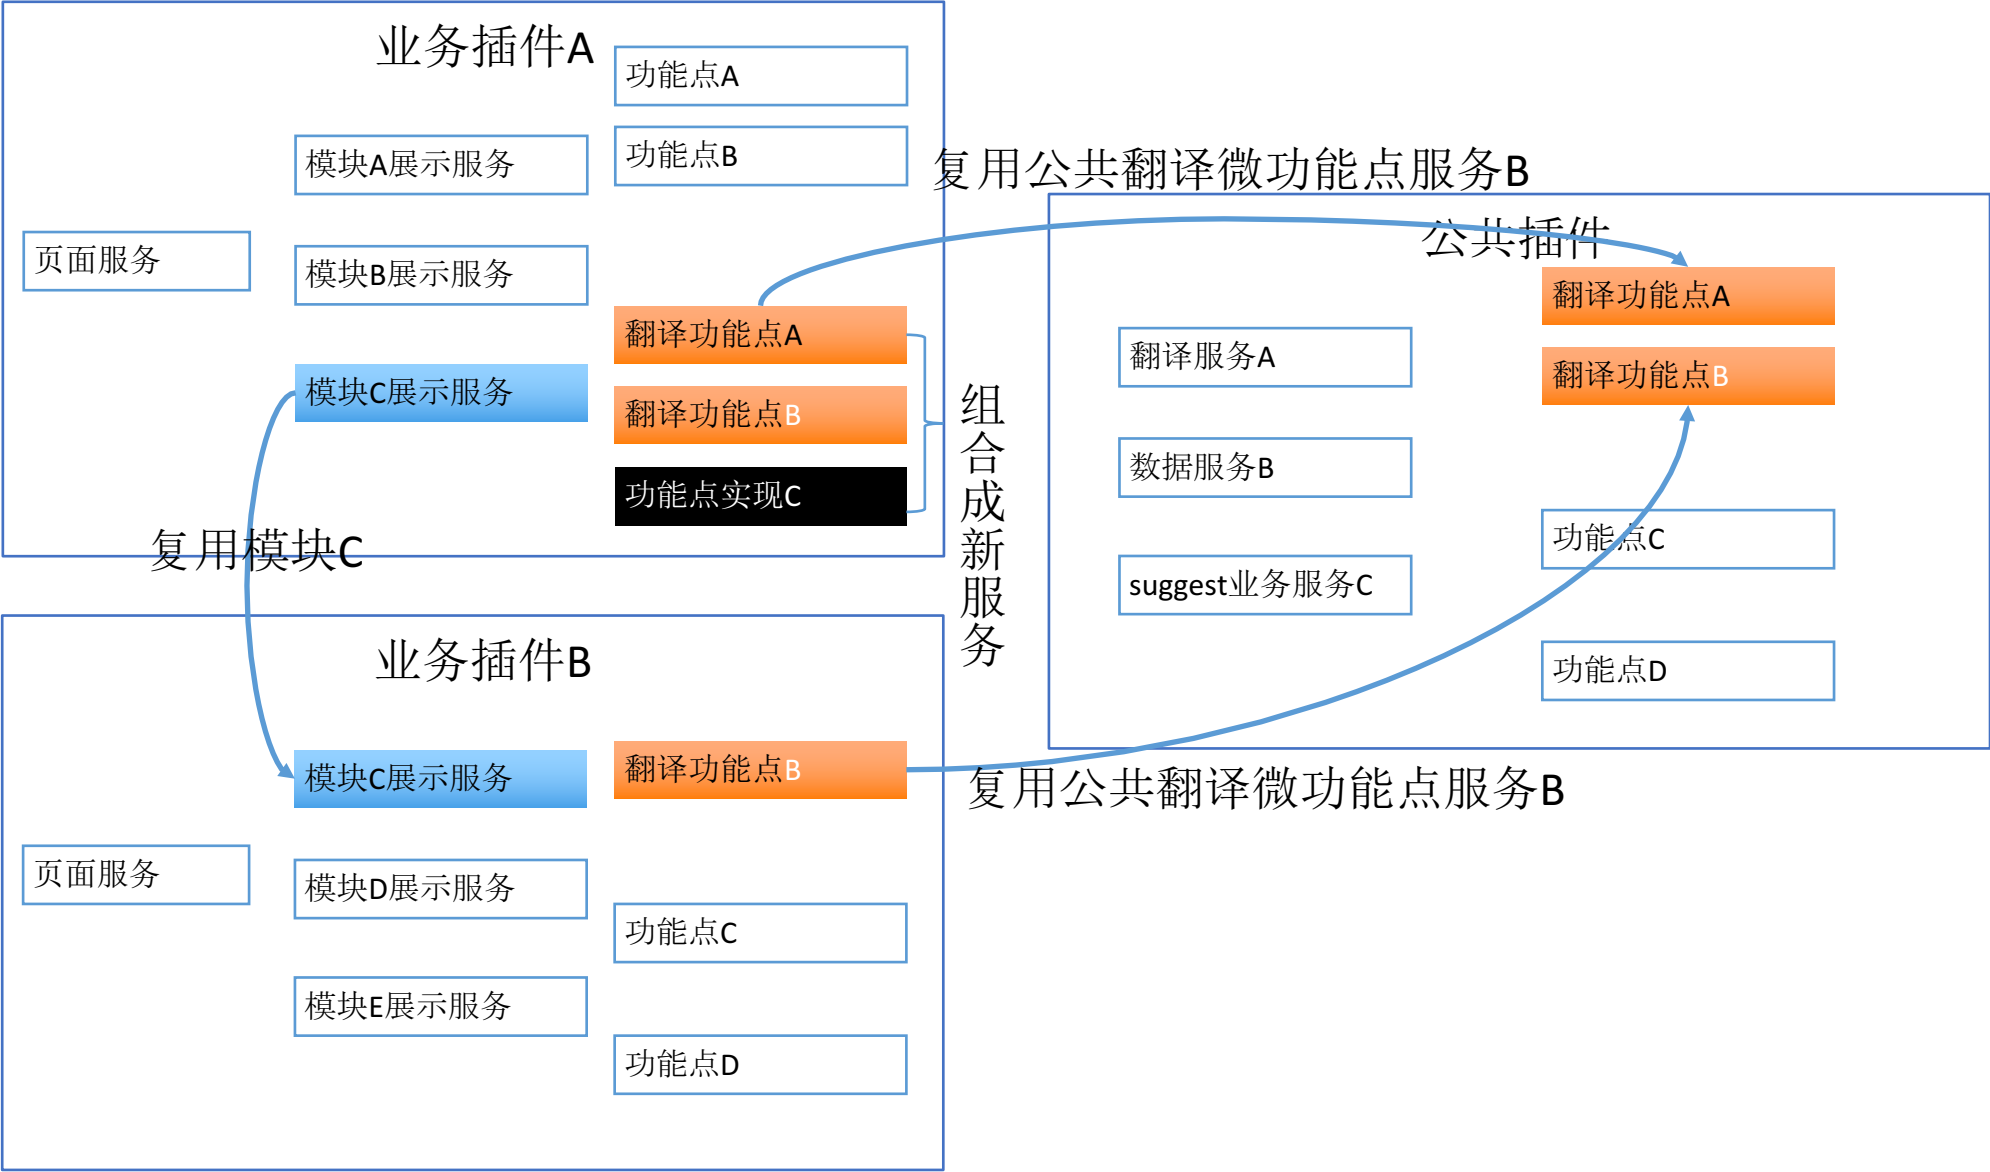 业务插件A
功能点A
功能点B
模块A展示服务
页面服务
模块B展示服务
翻译功能点A
模块C展示服务
翻译功能点B
功能点实现C
组合成新服务
复用模块C
复用公共翻译微功能点服务B
公共插件
翻译功能点A
翻译服务A
翻译功能点B
数据服务B
功能点C
suggest业务服务C
功能点D
业务插件B
模块C展示服务
翻译功能点B
复用公共翻译微功能点服务B
页面服务
模块D展示服务
功能点C
模块E展示服务
功能点D